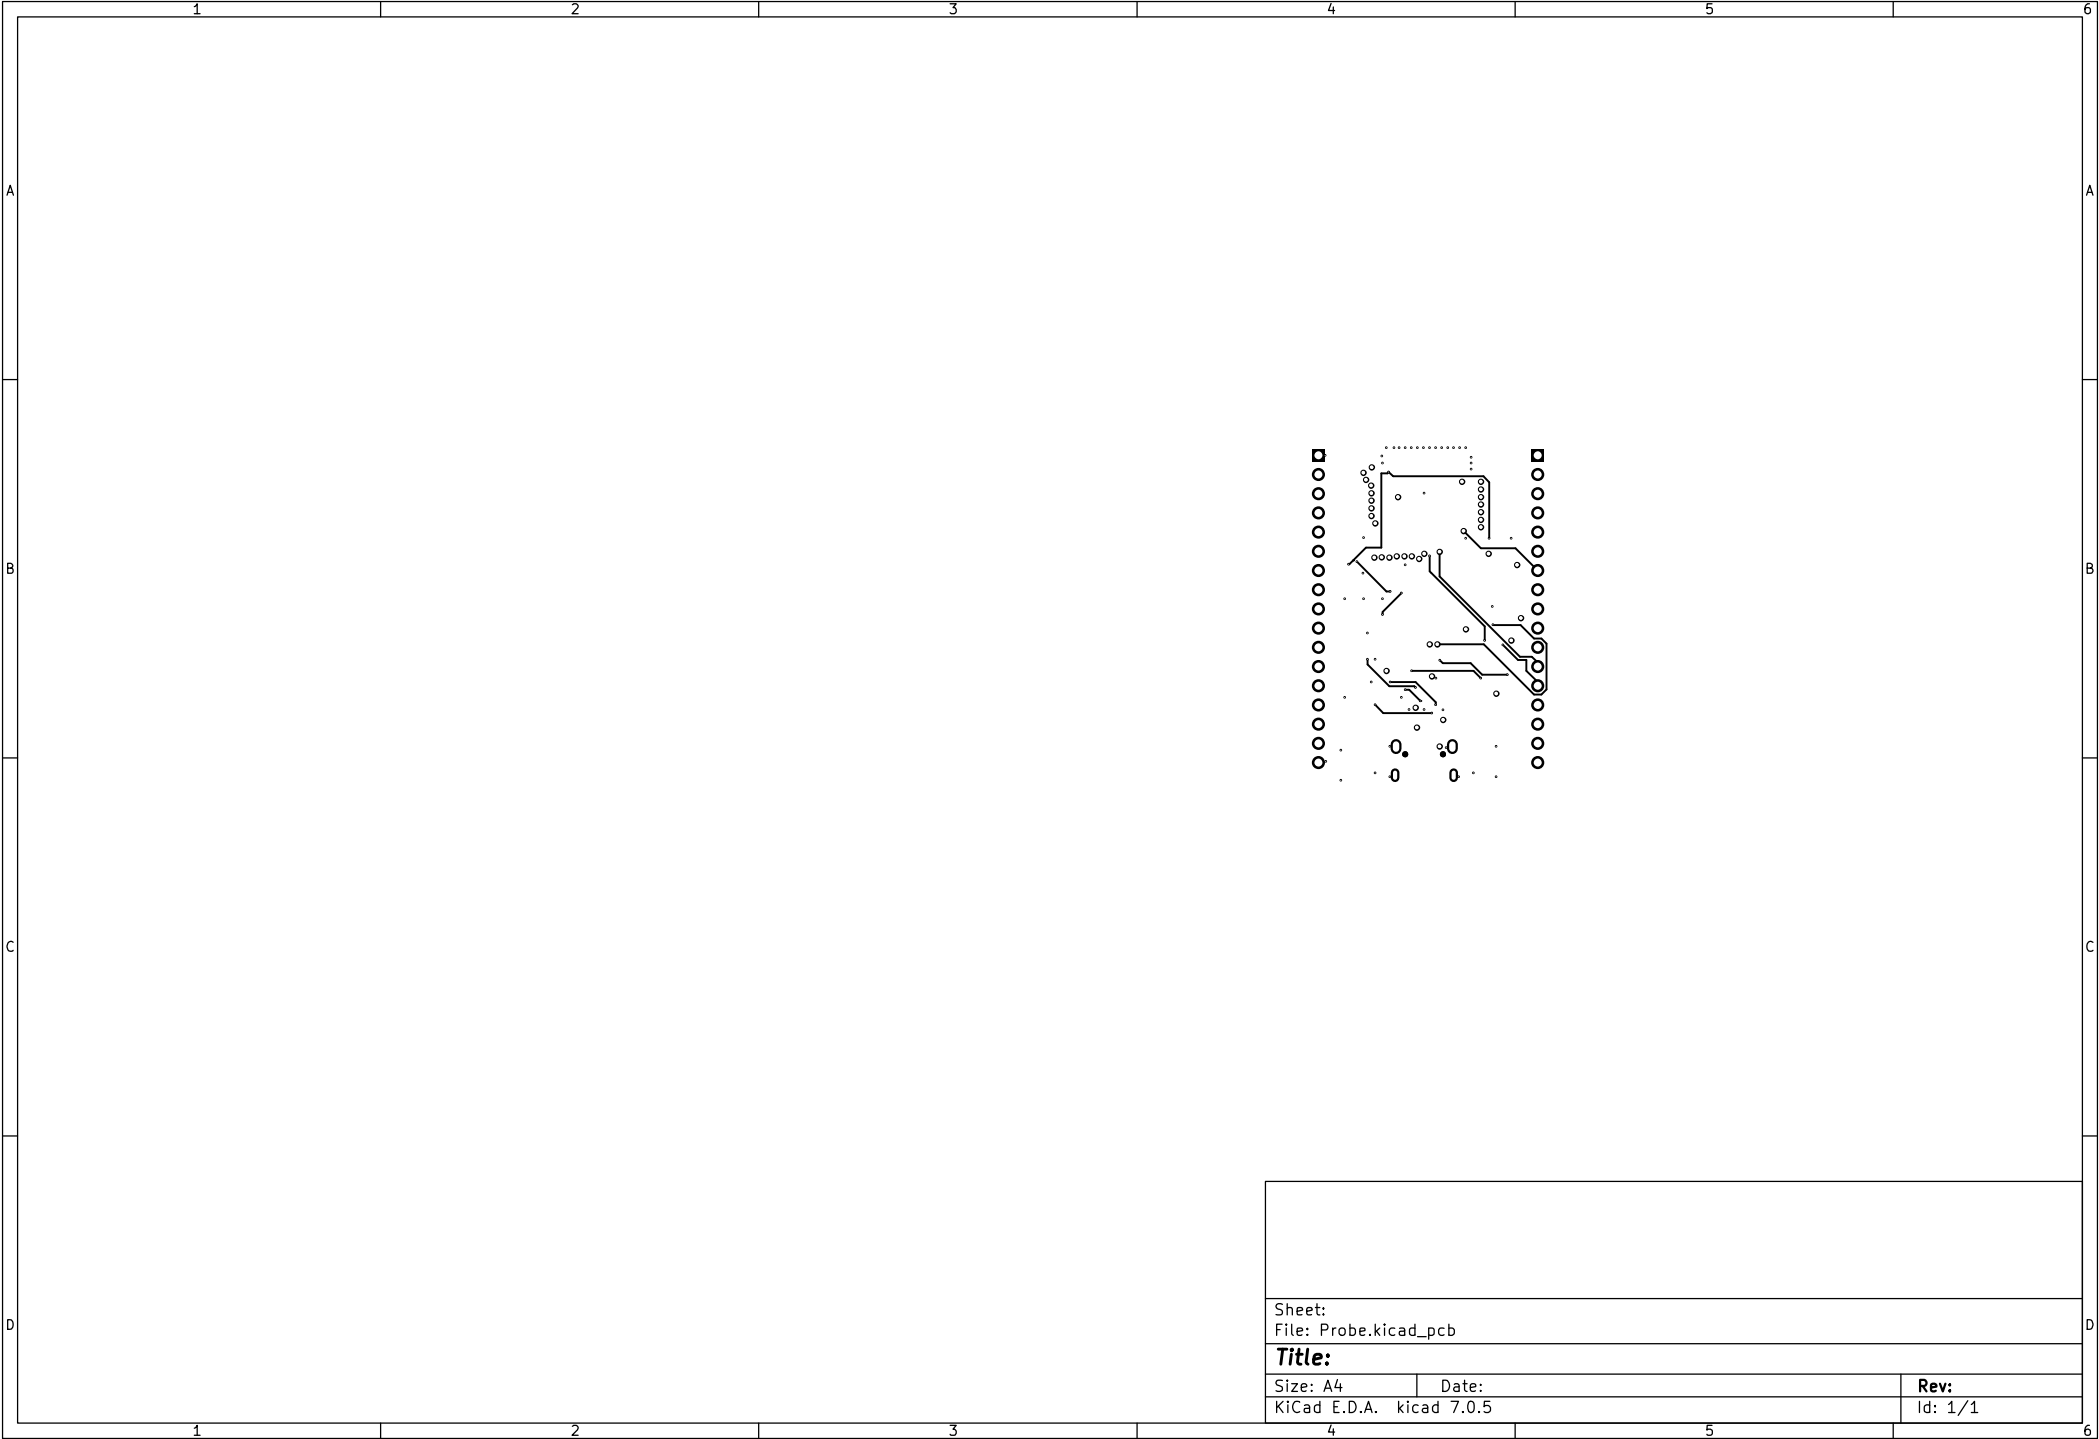 1 2 3 4 5 6
A A
B B
C C
D D
Sheet:
File: Probe.kicad_pcb
Title:
Size: A4 Date: Rev:
KiCad E.D.A. kicad 7.0.5 Id: 1/1
1 2 3 4 5 6